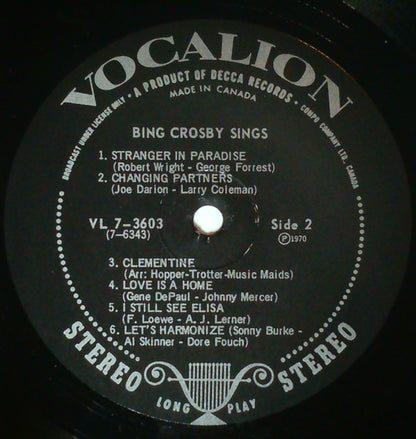 VOCALION
• A PRODUCT OF DECCA RECORDS •
BROADCAST UNDER LICENSE ONLY • MADE IN CANADA • COMPO COMPANY LTD., CANADA
BING CROSBY SINGS
1. STRANGER IN PARADISE
(Robert Wright - George Forrest)
2. CHANGING PARTNERS
(Joe Darion - Larry Coleman)
VL 7-3603
(7-6343)
Side 2
Ⓟ1970
3. CLEMENTINE
(Arr: Hopper-Trotter-Music Maids)
4. LOVE IS A HOME
(Gene DePaul - Johnny Mercer)
5. I STILL SEE ELISA
(F. Loewe - A. J. Lerner)
6. LET'S HARMONIZE (Sonny Burke -
Al Skinner - Dore Fouch)
STEREO
LONG PLAY
STEREO